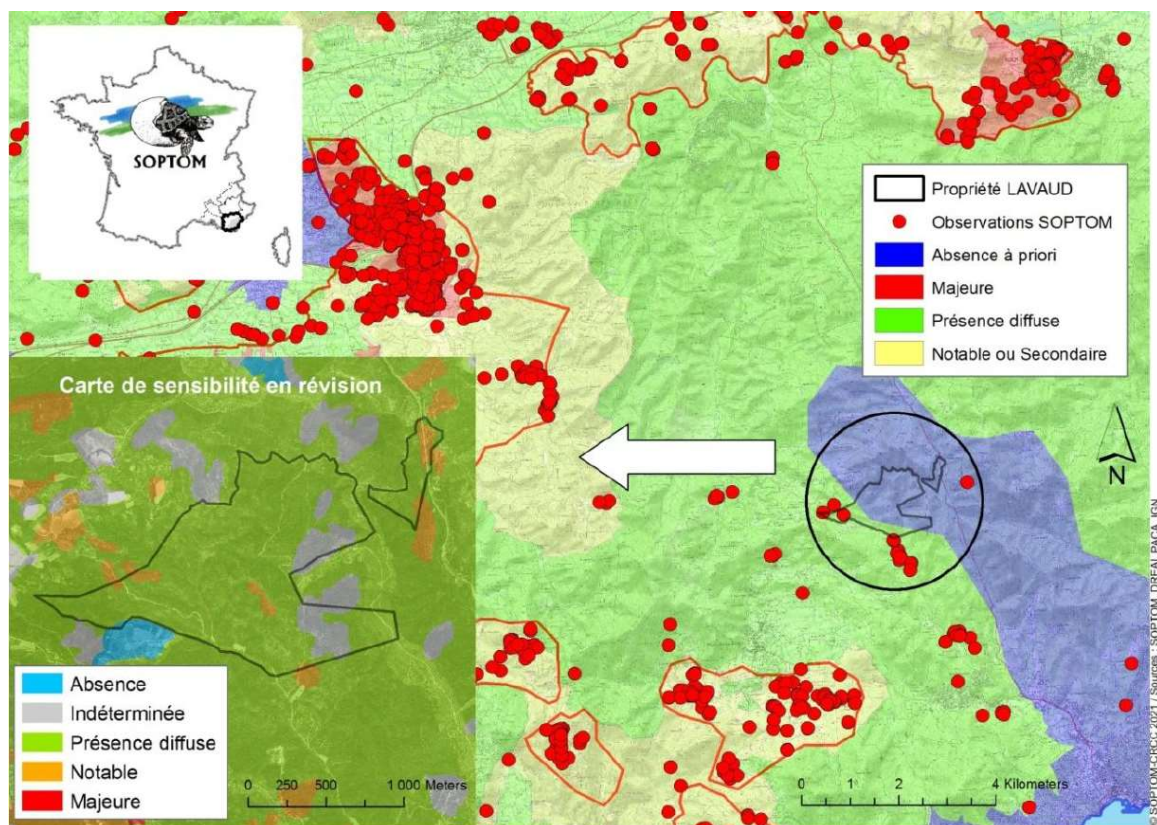 SOPTOM
Propriété LAVAUD
Observations SOPTOM
Absence à priori
Majeure
Présence diffuse
Notable ou Secondaire
N
Carte de sensibilité en révision
Absence
Indéterminée
Présence diffuse
Notable
Majeure
0 250 500 1 000 Meters
0 1 2 4 Kilometers
© SOPTOM-CRCC 2021 / Sources : SOPTOM, DREAL PACA, IGN